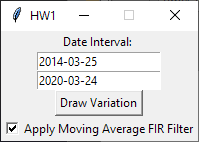 HW1
Date Interval:
2014-03-25
2020-03-24
Draw Variation
Apply Moving Average FIR Filter